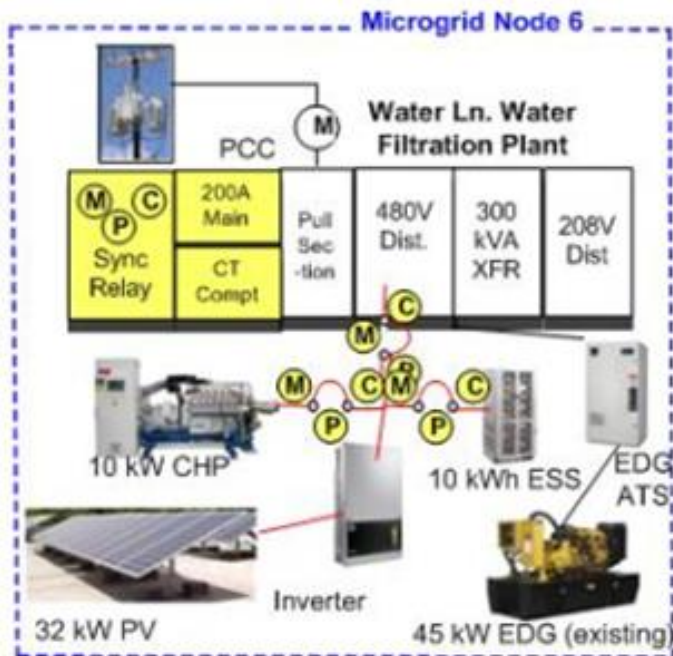 Microgrid Node 6
M
Water Ln. Water
Filtration Plant
PCC
M
P
C
Sync
Relay
200A
Main
CT
Compt
Pull
Sec
-tion
480V
Dist.
300
kVA
XFR
208V
Dist
C
M
P
M
C
M
C
P
P
10 kW CHP
10 kWh ESS
EDG
ATS
Inverter
32 kW PV
45 kW EDG (existing)